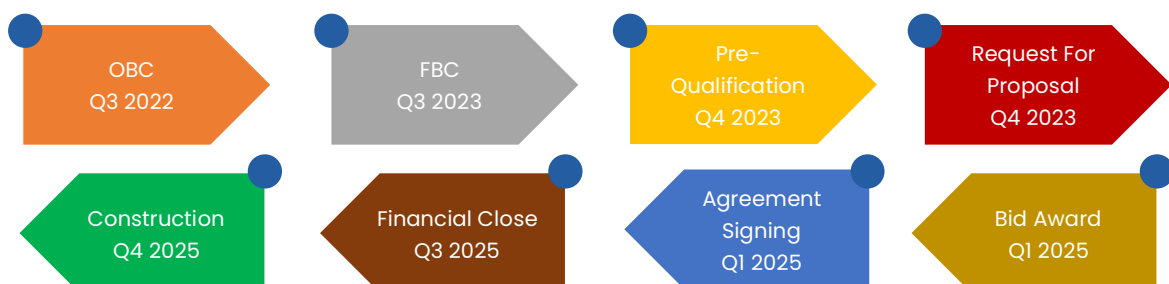 OBC
Q3 2022
FBC
Q3 2023
Pre-
Qualification
Q4 2023
Request For
Proposal
Q4 2023
Construction
Q4 2025
Financial Close
Q3 2025
Agreement
Signing
Q1 2025
Bid Award
Q1 2025